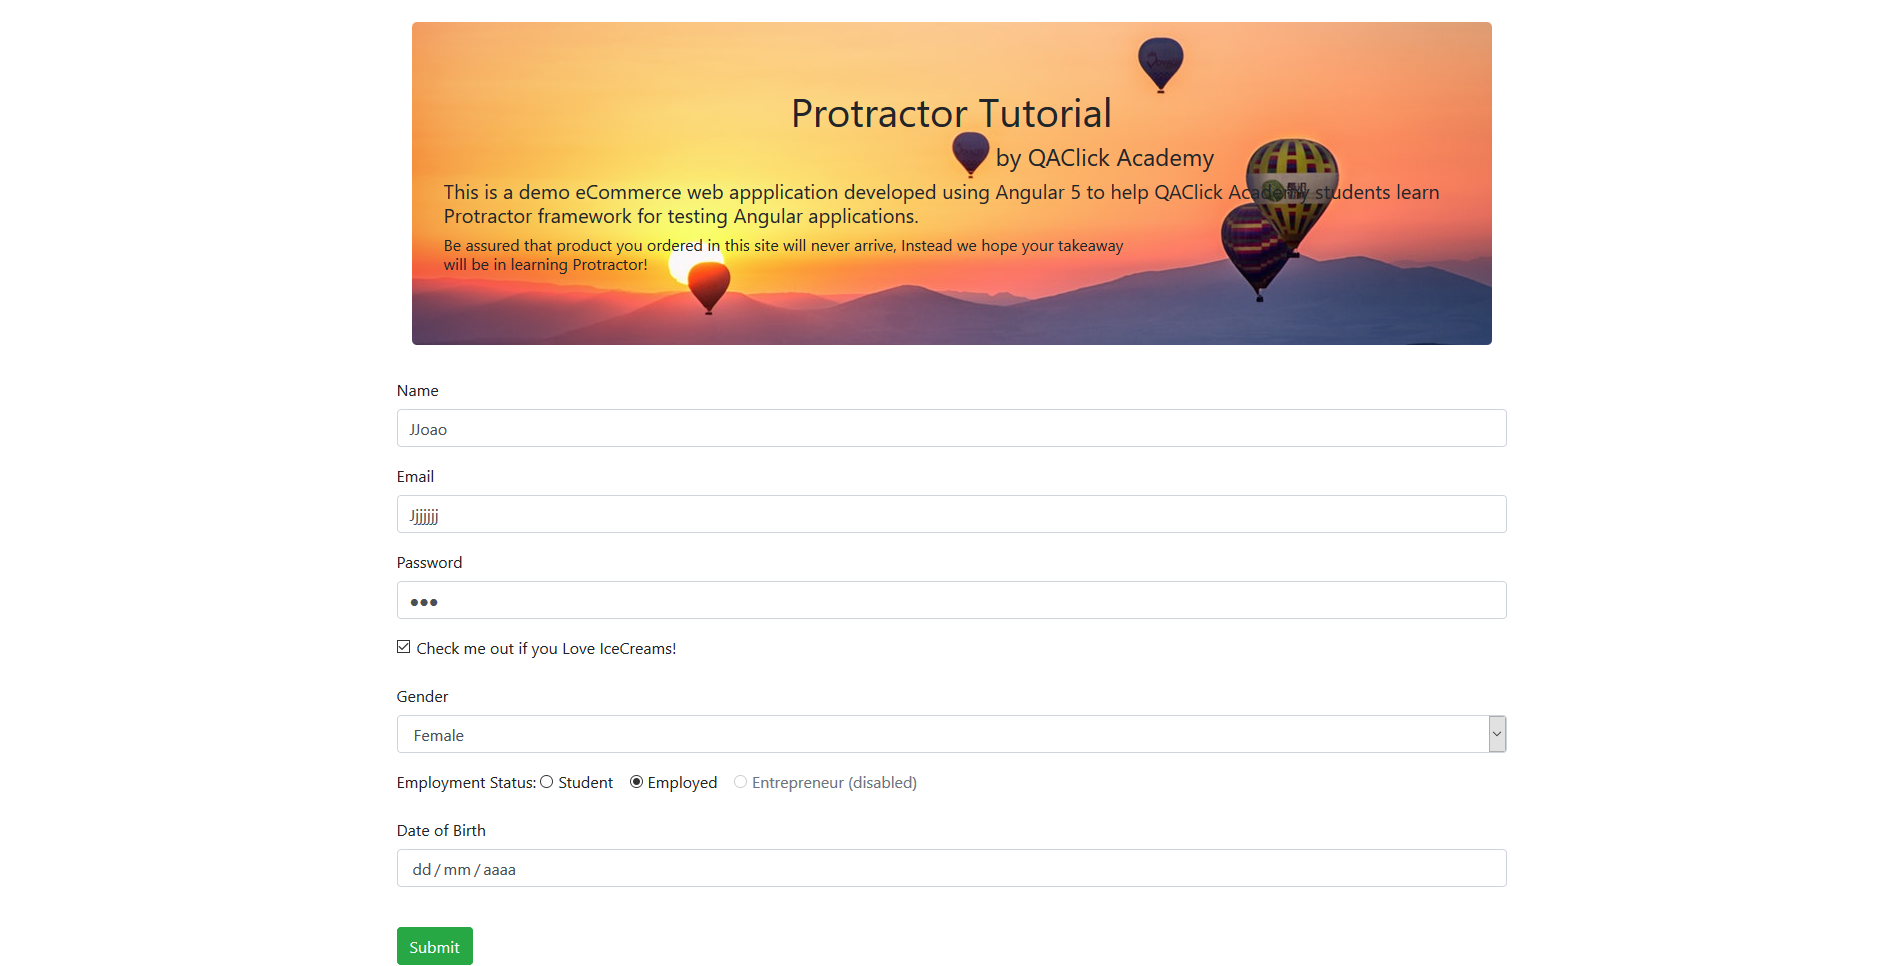 Protractor Tutorial
by QAClick Academy
This is a demo eCommerce web appplication developed using Angular 5 to help QAClick Academy students learn
Protractor framework for testing Angular applications.
Be assured that product you ordered in this site will never arrive, Instead we hope your takeaway
will be in learning Protractor!
Name
JJoao
Email
Jjjjjjj
Password
●●●
Check me out if you Love IceCreams!
Gender
Female
Employment Status: Student Employed Entrepreneur (disabled)
Date of Birth
dd / mm / aaaa
Submit